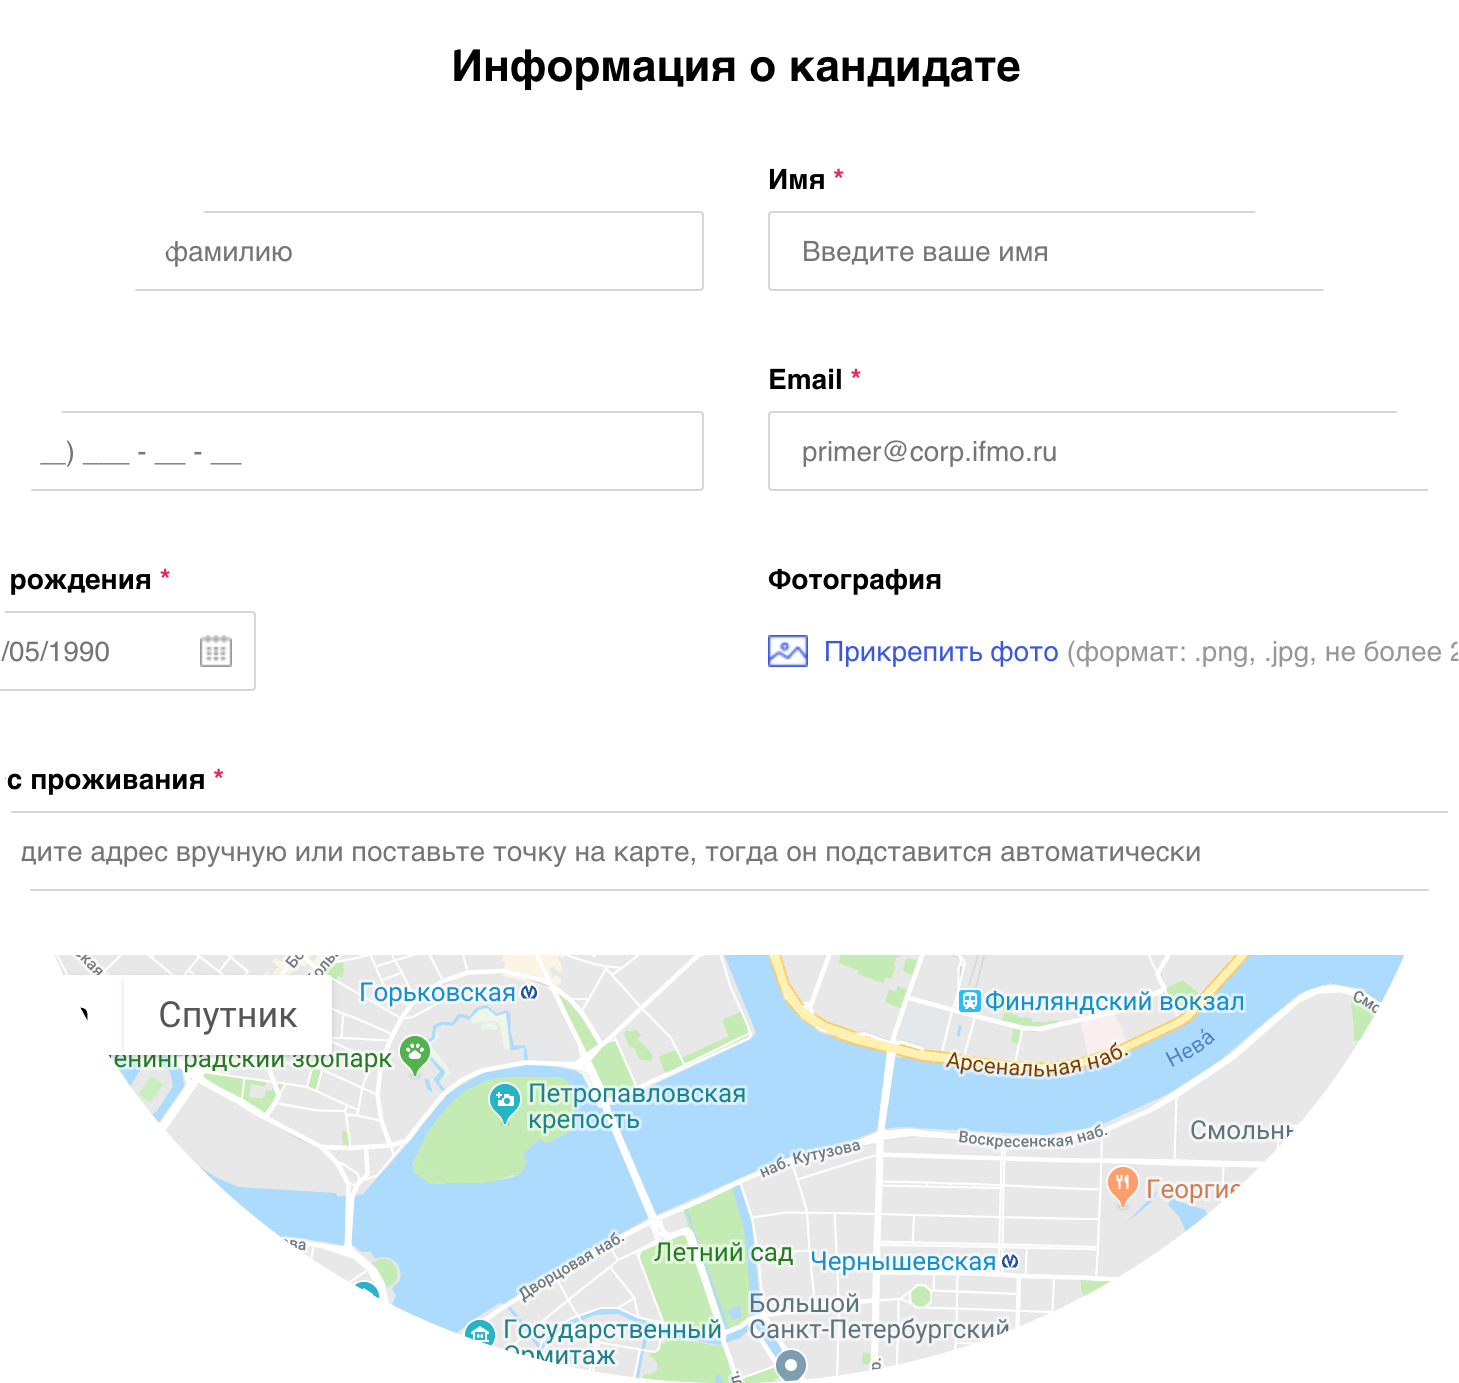 Информация о кандидате
Имя *
фамилию
Введите ваше имя
Email *
__) ___ - __ - __
primer@corp.ifmo.ru
рождения *
Фотография
/05/1990
Прикрепить фото (формат: .png, .jpg, не более 2
с проживания *
дите адрес вручную или поставьте точку на карте, тогда он подставится автоматически
ская
Спутник
Горьковская
Финляндский вокзал
енинградский зоопарк
Нева́
Арсенальная наб.
Петропавловская
крепость
Воскресенская наб.
Смольн
наб. Кутузова
Георгие
Летний сад
Чернышевская
Дворцовая наб.
Большой
Санкт-Петербургский
Государственный
Эрмитаж